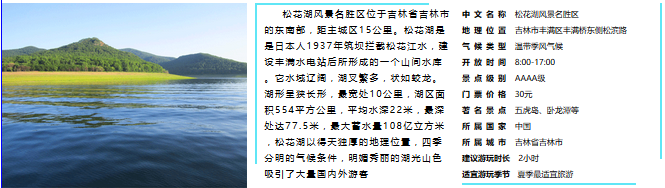 松花湖风景名胜区位于吉林省吉林市
的东南部，距主城区15公里。松花湖是
是日本人1937年筑坝拦截松花江水，建
设丰满水电站后所形成的一个山间水库
。它水域辽阔，湖叉繁多，状如蛟龙。
湖形呈狭长形，最宽处10公里，湖区面
积554平方公里，平均水深22米，最深
处达77.5米，最大蓄水量108亿立方米
，松花湖以得天独厚的地理位置，四季
分明的气候条件，明媚秀丽的湖光山色
吸引了大量国内外游客
中文名称 松花湖风景名胜区
地理位置 吉林市丰满区丰满桥东侧松滨路
气候类型 温带季风气候
开放时间 8:00-17:00
景点级别 AAAA级
门票价格 30元
著名景点 五虎岛、卧龙潭等
所属国家 中国
所属城市 吉林省吉林市
建议游玩时长 2小时
适宜游玩季节 夏季最适宜旅游